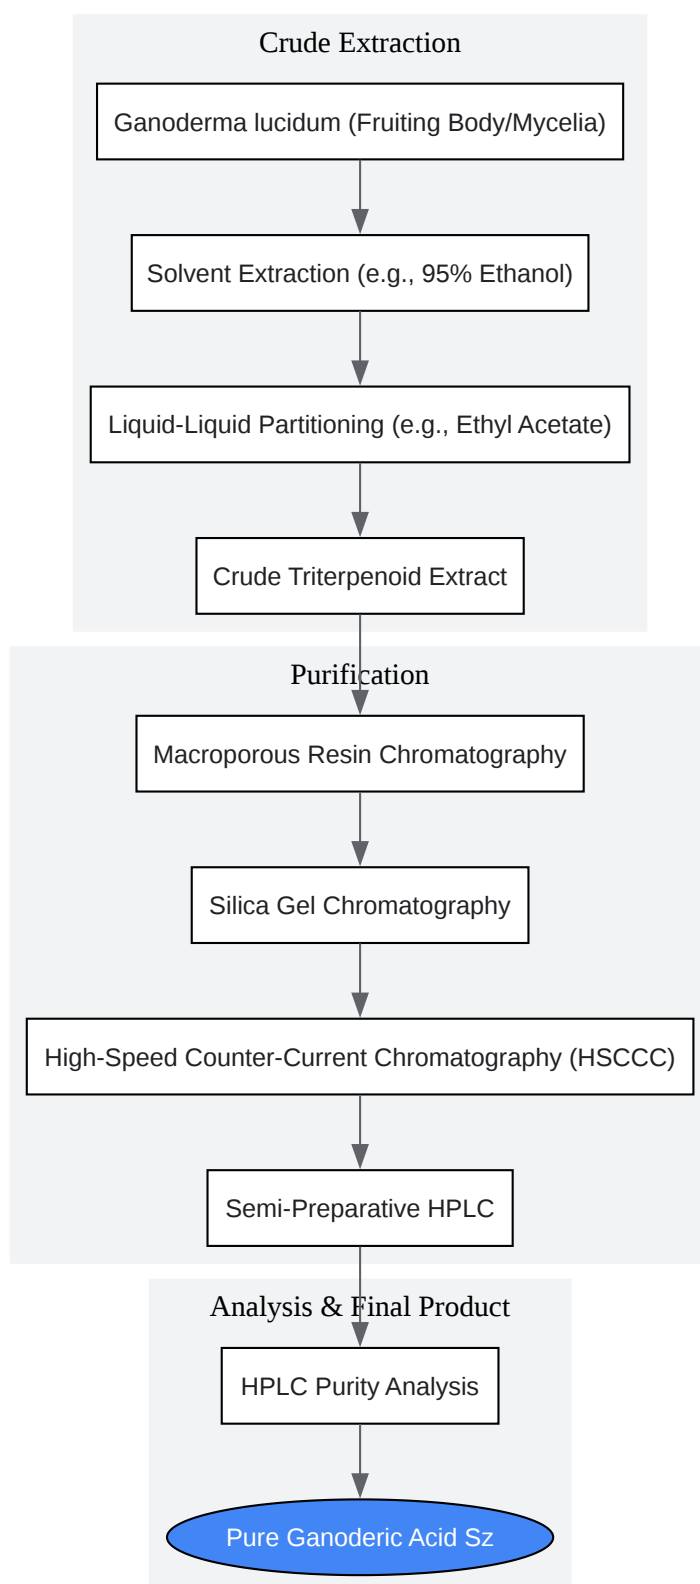 Crude Extraction
Ganoderma lucidum (Fruiting Body/Mycelia)
Solvent Extraction (e.g., 95% Ethanol)
Liquid-Liquid Partitioning (e.g., Ethyl Acetate)
Crude Triterpenoid Extract
Purification
Macroporous Resin Chromatography
Silica Gel Chromatography
High-Speed Counter-Current Chromatography (HSCCC)
Semi-Preparative HPLC
Analysis & Final Product
HPLC Purity Analysis
Pure Ganoderic Acid Sz